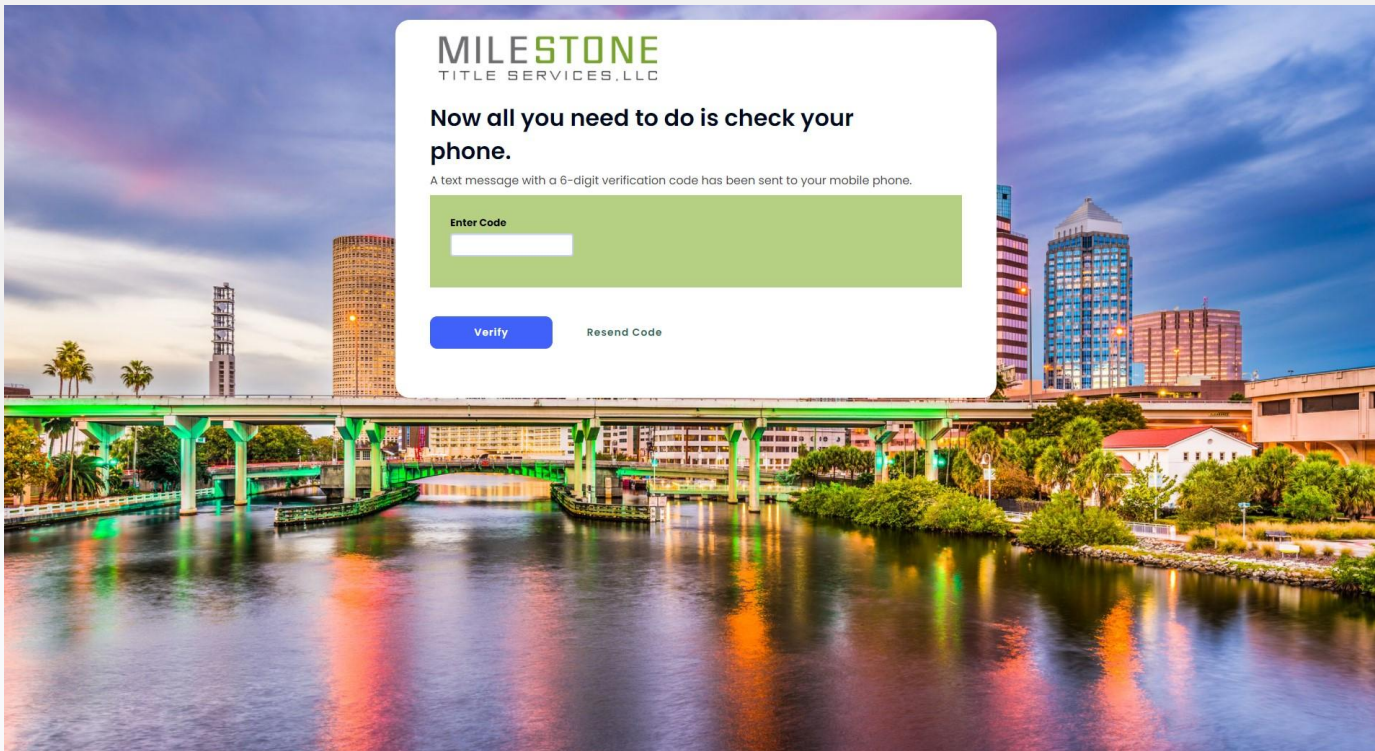 MILESTONE
TITLE SERVICES, LLC
Now all you need to do is check your
phone.
A text message with a 6-digit verification code has been sent to your mobile phone.
Enter Code
Verify
Resend Code